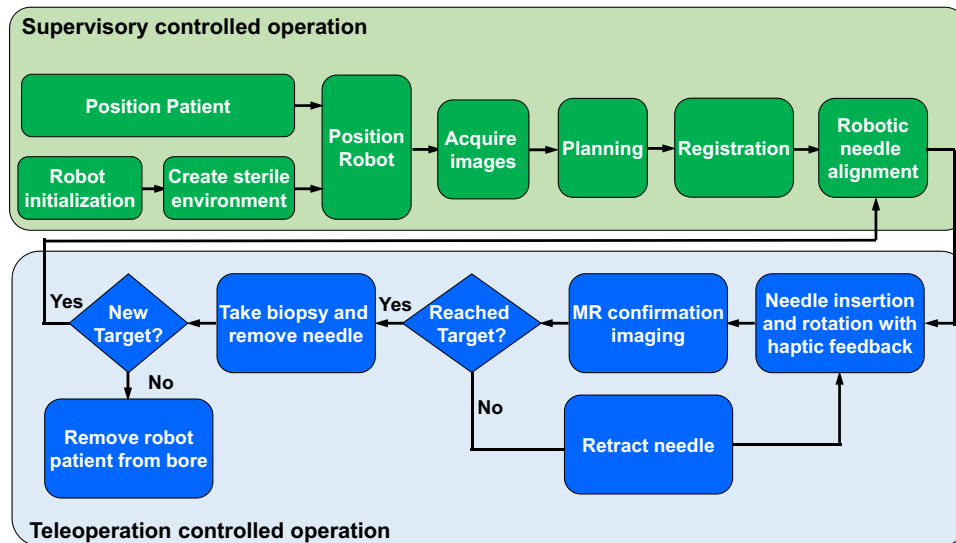 Supervisory controlled operation
Position Patient
Robot
initialization
Create sterile
environment
Position
Robot
Acquire
images
Planning
Registration
Robotic
needle
alignment
Yes
New
Target?
Take biopsy and
remove needle
Yes
Reached
Target?
MR confirmation
imaging
Needle insertion
and rotation with
haptic feedback
No
Remove robot
patient from bore
No
Retract needle
Teleoperation controlled operation